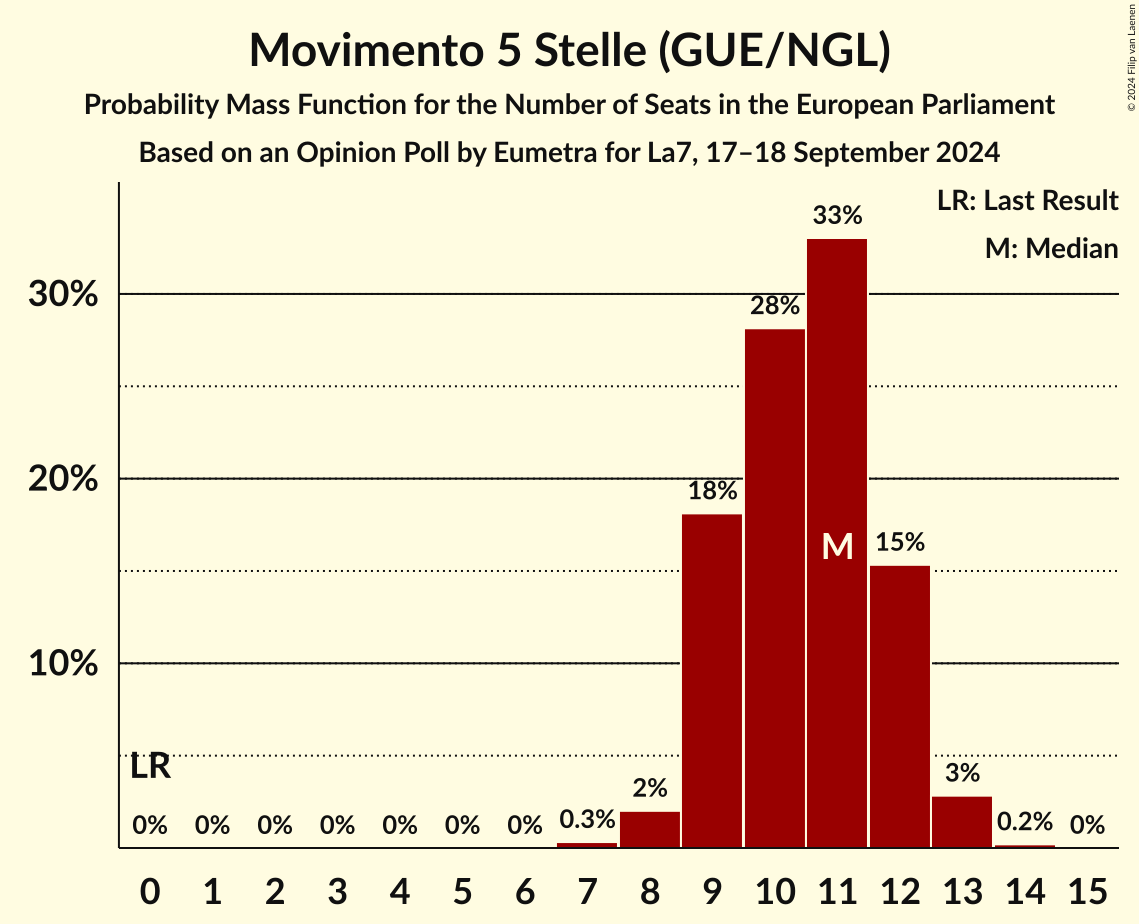 Movimento 5 Stelle (GUE/NGL)
Probability Mass Function for the Number of Seats in the European Parliament
Based on an Opinion Poll by Eumetra for La7, 17–18 September 2024
© 2024 Filip van Laenen
LR: Last Result
M: Median
33%
30%
28%
20%
18%
M
15%
10%
LR
3%
2%
0% 0% 0% 0% 0% 0% 0% 0.3% 0.2% 0%
0 1 2 3 4 5 6 7 8 9 10 11 12 13 14 15